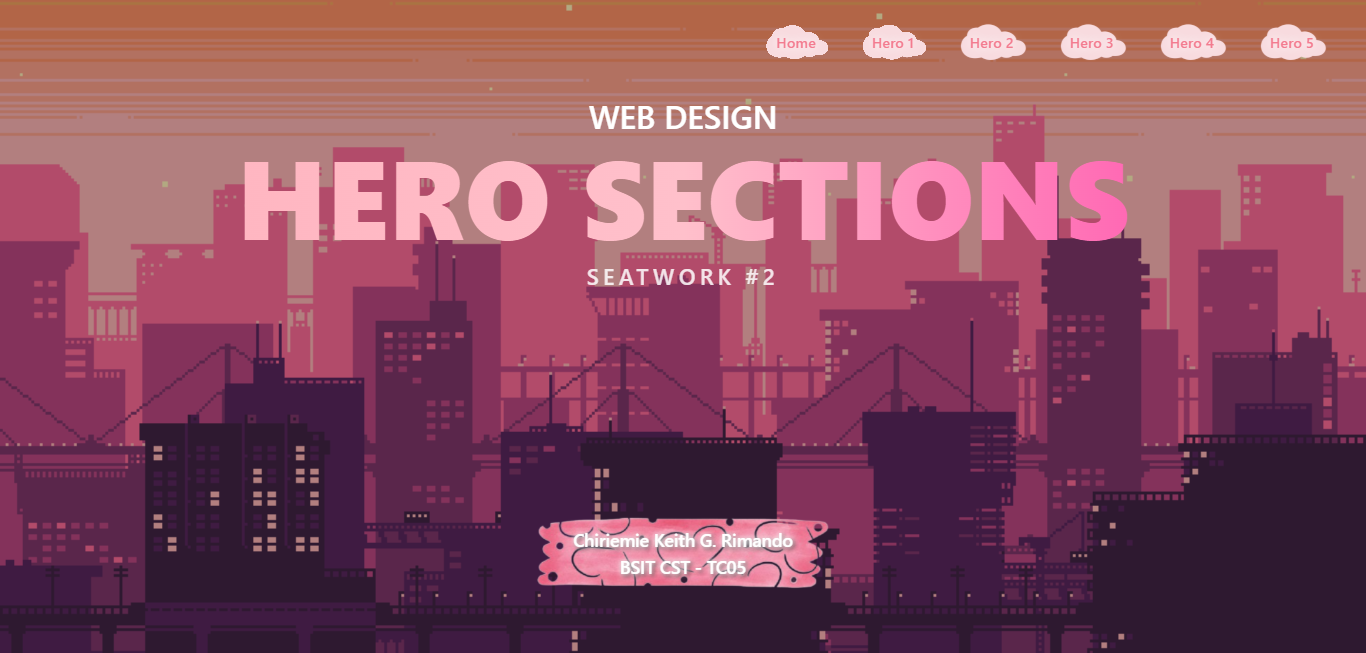 Home
Hero 1
Hero 2
Hero 3
Hero 4
Hero 5
WEB DESIGN
HERO SECTIONS
SEATWORK #2
Chiriemie Keith G. Rimando
BSIT CST - TC05